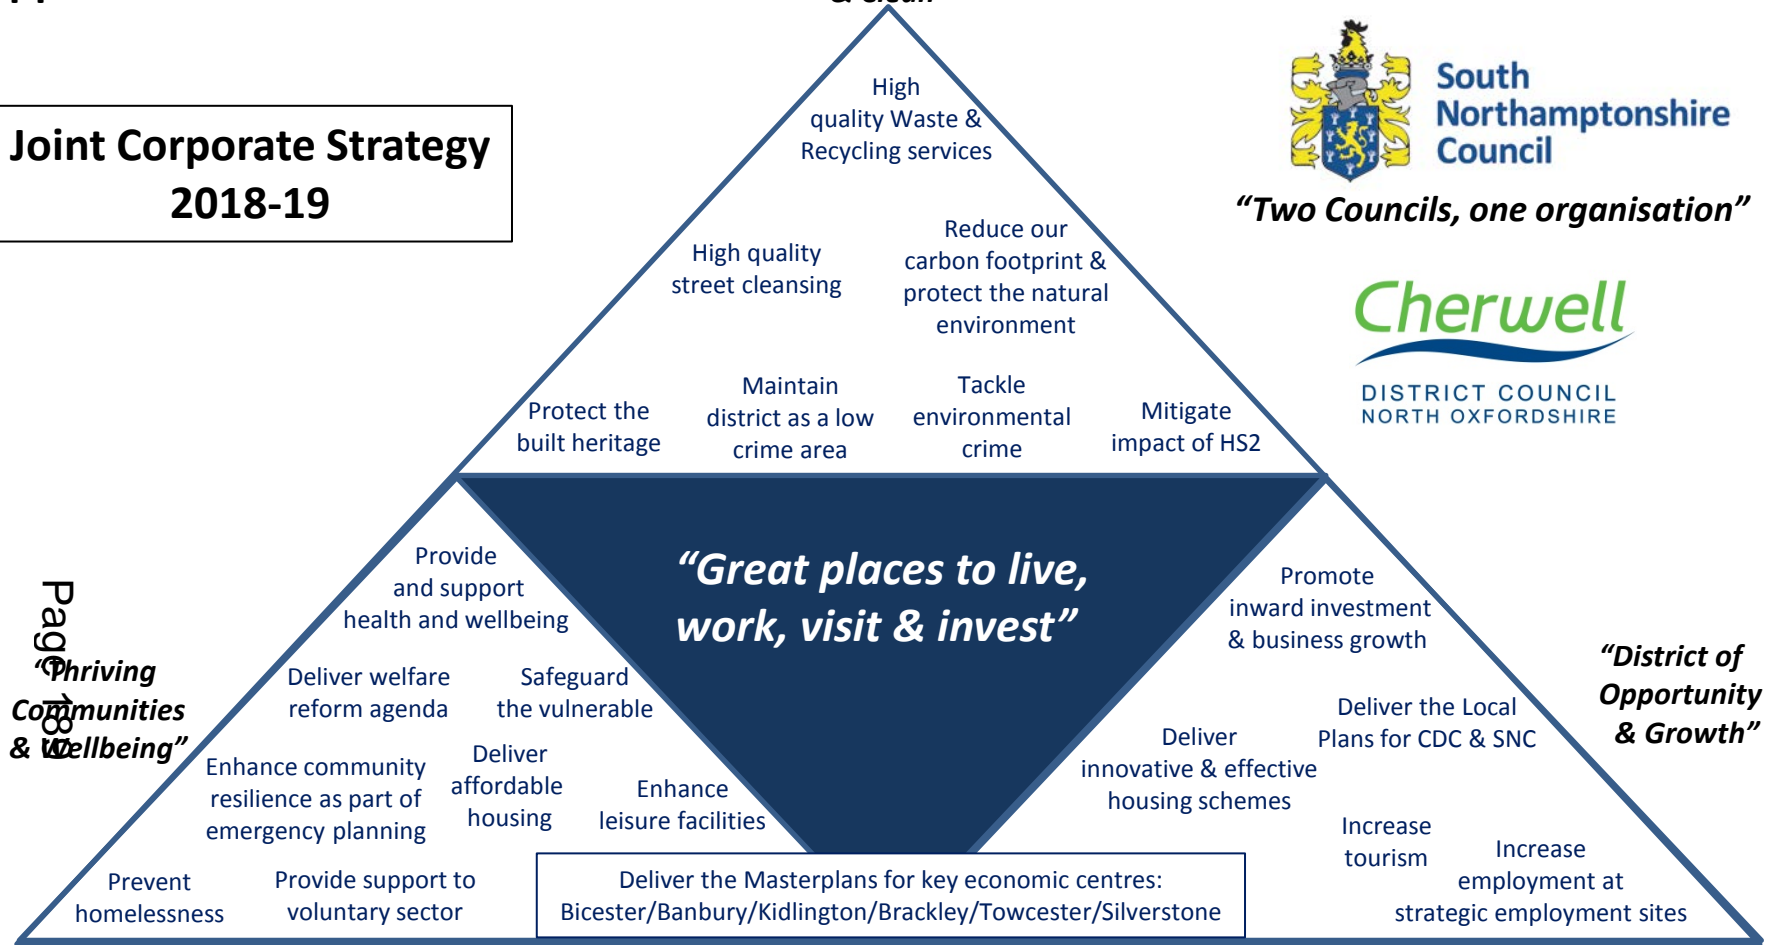 & Clean
Joint Corporate Strategy
2018-19
South
Northamptonshire
Council
“Two Councils, one organisation”
Cherwell
DISTRICT COUNCIL
NORTH OXFORDSHIRE
High
quality Waste &
Recycling services
High quality
street cleansing
Reduce our
carbon footprint &
protect the natural
environment
Protect the
built heritage
Maintain
district as a low
crime area
Tackle
environmental
crime
Mitigate
impact of HS2
“Great places to live,
work, visit & invest”
Page 189
“Thriving
Communities
& Wellbeing”
Provide
and support
health and wellbeing
Deliver welfare
reform agenda
Safeguard
the vulnerable
Enhance community
resilience as part of
emergency planning
Deliver
affordable
housing
Enhance
leisure facilities
Prevent
homelessness
Provide support to
voluntary sector
Deliver the Masterplans for key economic centres:
Bicester/Banbury/Kidlington/Brackley/Towcester/Silverstone
Promote
inward investment
& business growth
Deliver the Local
Plans for CDC & SNC
Deliver
innovative & effective
housing schemes
Increase
tourism
Increase
employment at
strategic employment sites
“District of
Opportunity
& Growth”